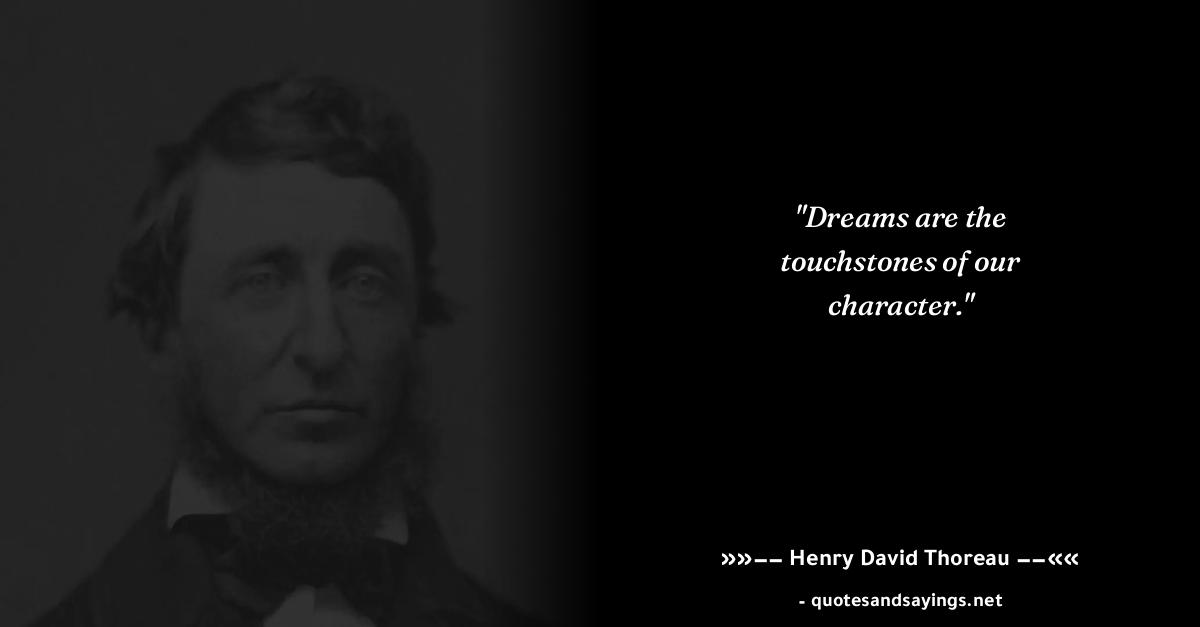 "Dreams are the
touchstones of our
character."
»»−− Henry David Thoreau −−««
- quotesandsayings.net